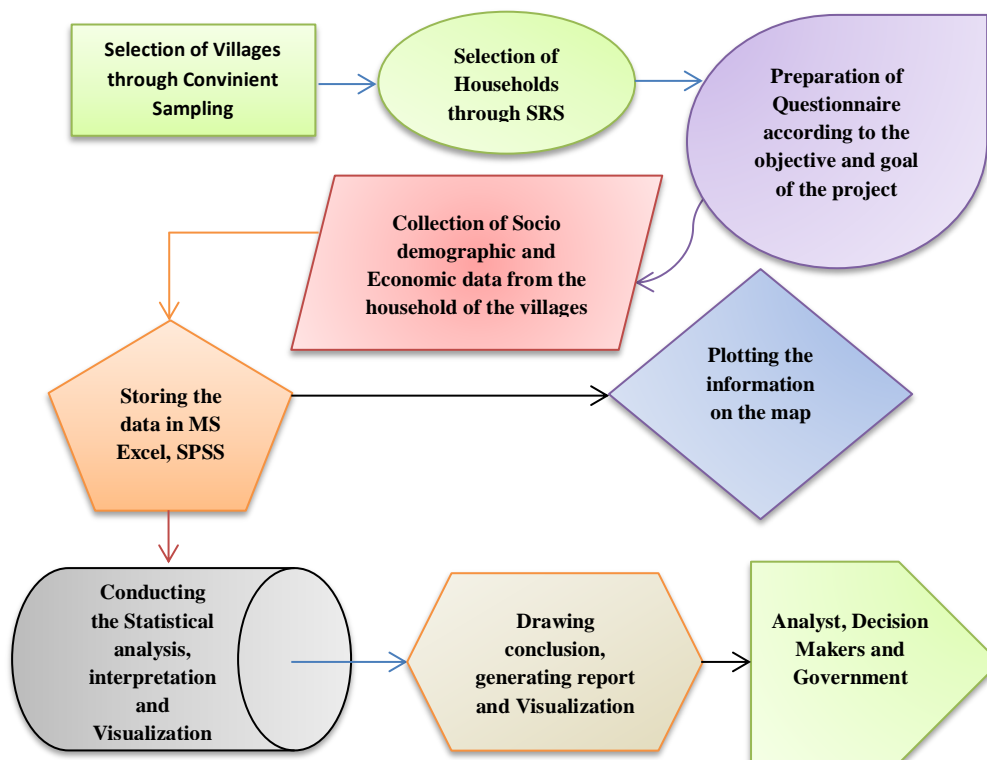 Selection of Villages
through Convinient
Sampling
Selection of
Households
through SRS
Preparation of
Questionnaire
according to the
objective and goal
of the project
Collection of Socio
demographic and
Economic data from the
household of the villages
Storing the
data in MS
Excel, SPSS
Plotting the
information
on the map
Conducting
the Statistical
analysis,
interpretation
and
Visualization
Drawing
conclusion,
generating report
and Visualization
Analyst, Decision
Makers and
Government